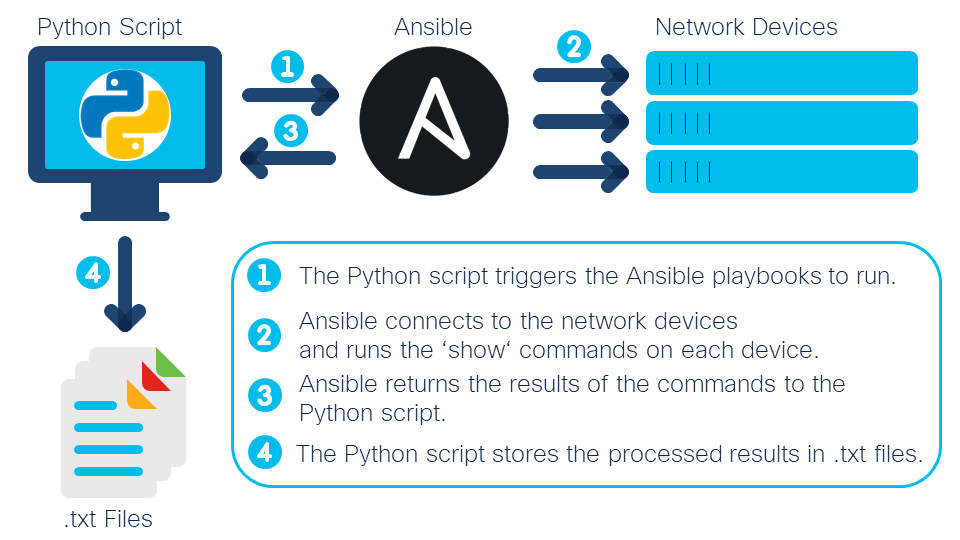 Python Script
Ansible
Network Devices
1
2
3
4
1 The Python script triggers the Ansible playbooks to run.
2 Ansible connects to the network devices
and runs the ‘show‘ commands on each device.
3 Ansible returns the results of the commands to the
Python script.
4 The Python script stores the processed results in .txt files.
.txt Files